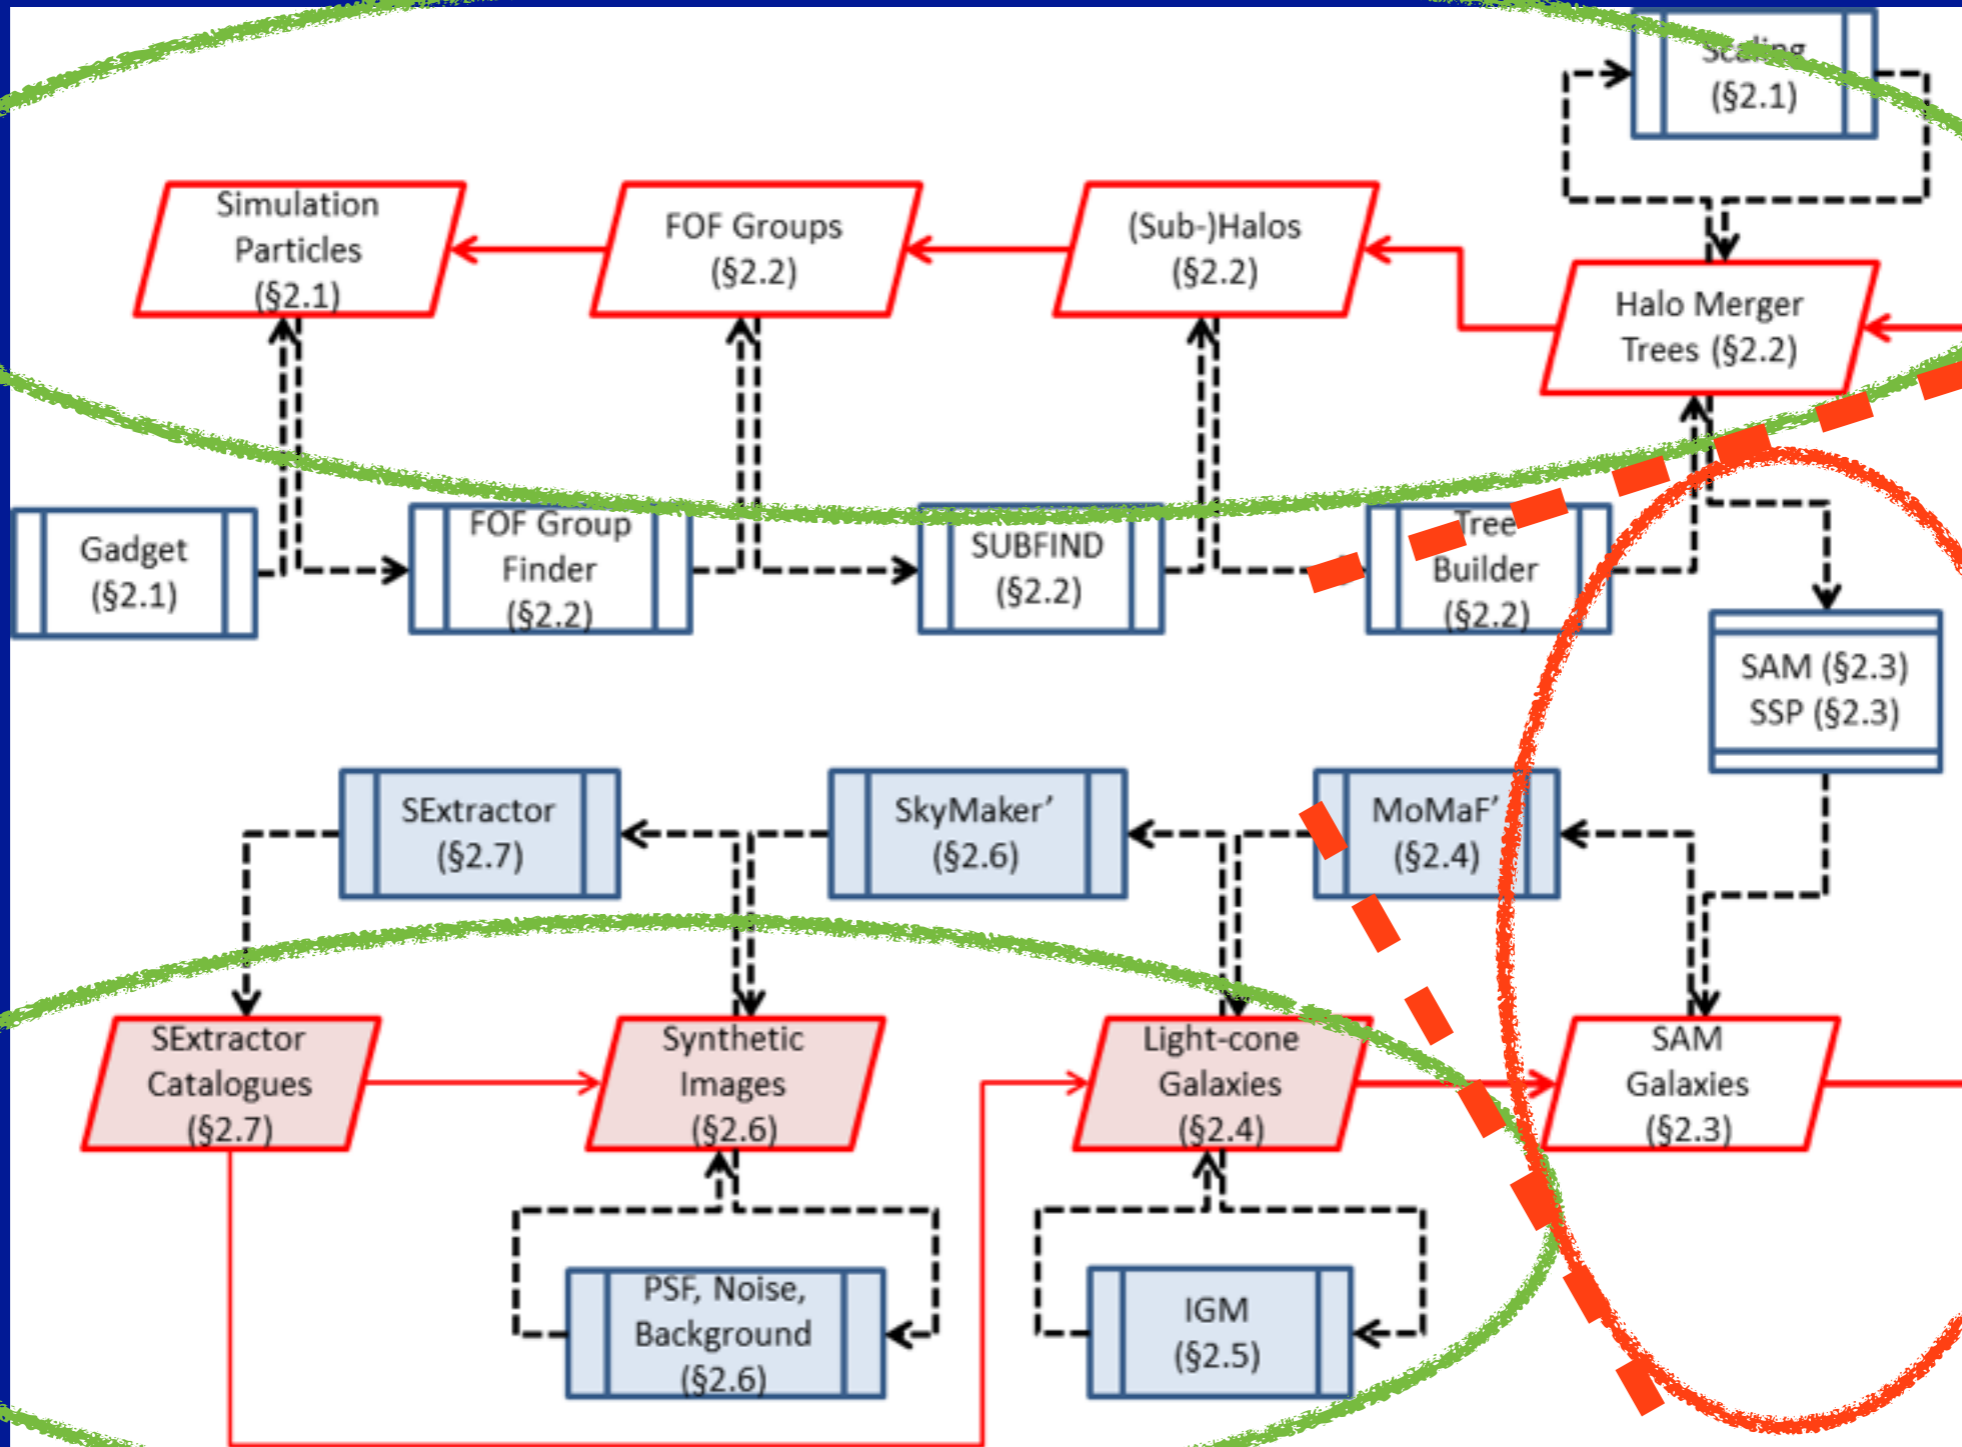 Scaling
(§2.1)
Simulation
Particles
(§2.1)
FOF Groups
(§2.2)
(Sub-)Halos
(§2.2)
Halo Merger
Trees (§2.2)
Gadget
(§2.1)
FOF Group
Finder
(§2.2)
SUBFIND
(§2.2)
Tree
Builder
(§2.2)
SAM (§2.3)
SSP (§2.3)
SExtractor
(§2.7)
SkyMaker’
(§2.6)
MoMaF’
(§2.4)
SExtractor
Catalogues
(§2.7)
Synthetic
Images
(§2.6)
Light-cone
Galaxies
(§2.4)
SAM
Galaxies
(§2.3)
PSF, Noise,
Background
(§2.6)
IGM
(§2.5)